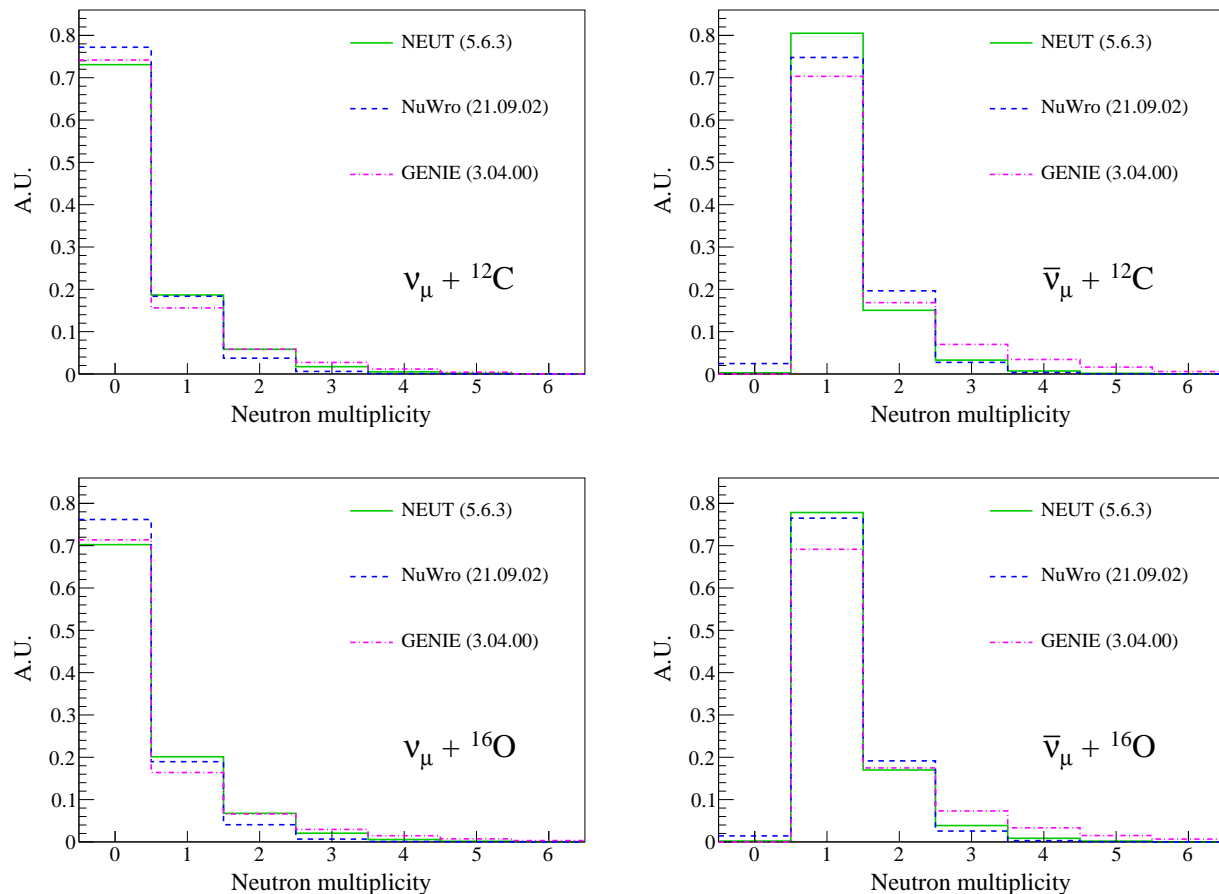 0.8
0.7
0.6
0.5
0.4
0.3
0.2
0.1
0
A.U.
NEUT (5.6.3)
NuWro (21.09.02)
GENIE (3.04.00)
νμ + ¹²C
0 1 2 3 4 5 6
Neutron multiplicity
0.8
0.7
0.6
0.5
0.4
0.3
0.2
0.1
0
A.U.
NEUT (5.6.3)
NuWro (21.09.02)
GENIE (3.04.00)
ν̅μ + ¹²C
0 1 2 3 4 5 6
Neutron multiplicity
0.8
0.7
0.6
0.5
0.4
0.3
0.2
0.1
0
A.U.
NEUT (5.6.3)
NuWro (21.09.02)
GENIE (3.04.00)
νμ + ¹⁶O
0 1 2 3 4 5 6
Neutron multiplicity
0.8
0.7
0.6
0.5
0.4
0.3
0.2
0.1
0
A.U.
NEUT (5.6.3)
NuWro (21.09.02)
GENIE (3.04.00)
ν̅μ + ¹⁶O
0 1 2 3 4 5 6
Neutron multiplicity